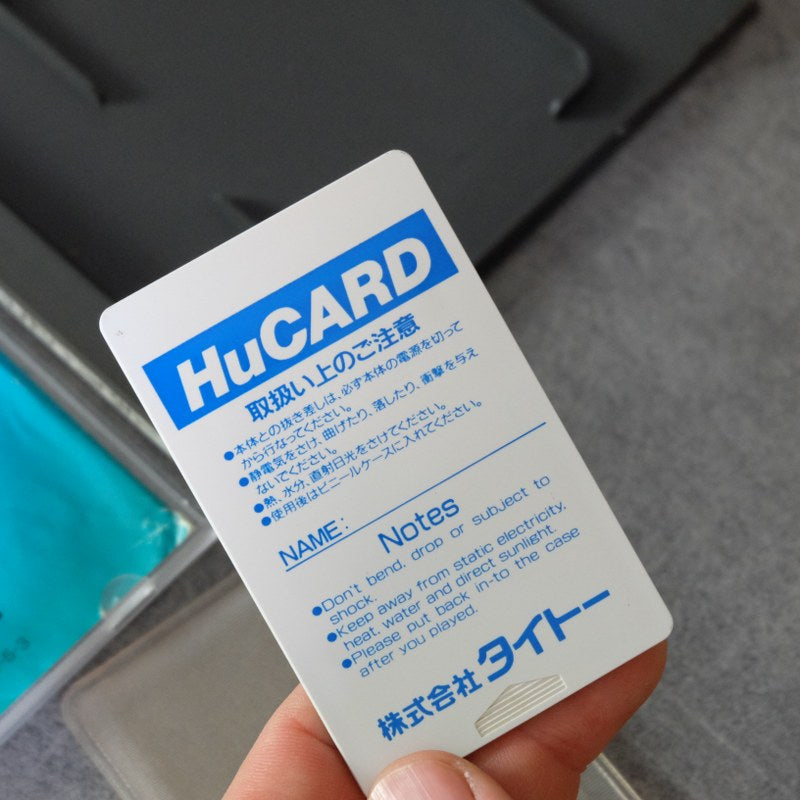 HuCARD
取扱い上のご注意
●本体との抜き差しは、必ず本体の電源を切って
から行なってください。
●静電気をさけ、曲げたり、落したり、衝撃を与え
ないでください。
●熱、水分、直射日光をさけてください。
●使用後はビニールケースに入れてください。
NAME:
Notes
●Don't bend, drop or subject to
shock.
●Keep away from static electricity,
heat, water and direct sunlight.
●Please put back in-to the case
after you played.
株式会社タイトー